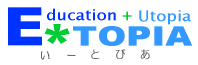 Education + Utopia
E*TOPIA
いーとぴあ